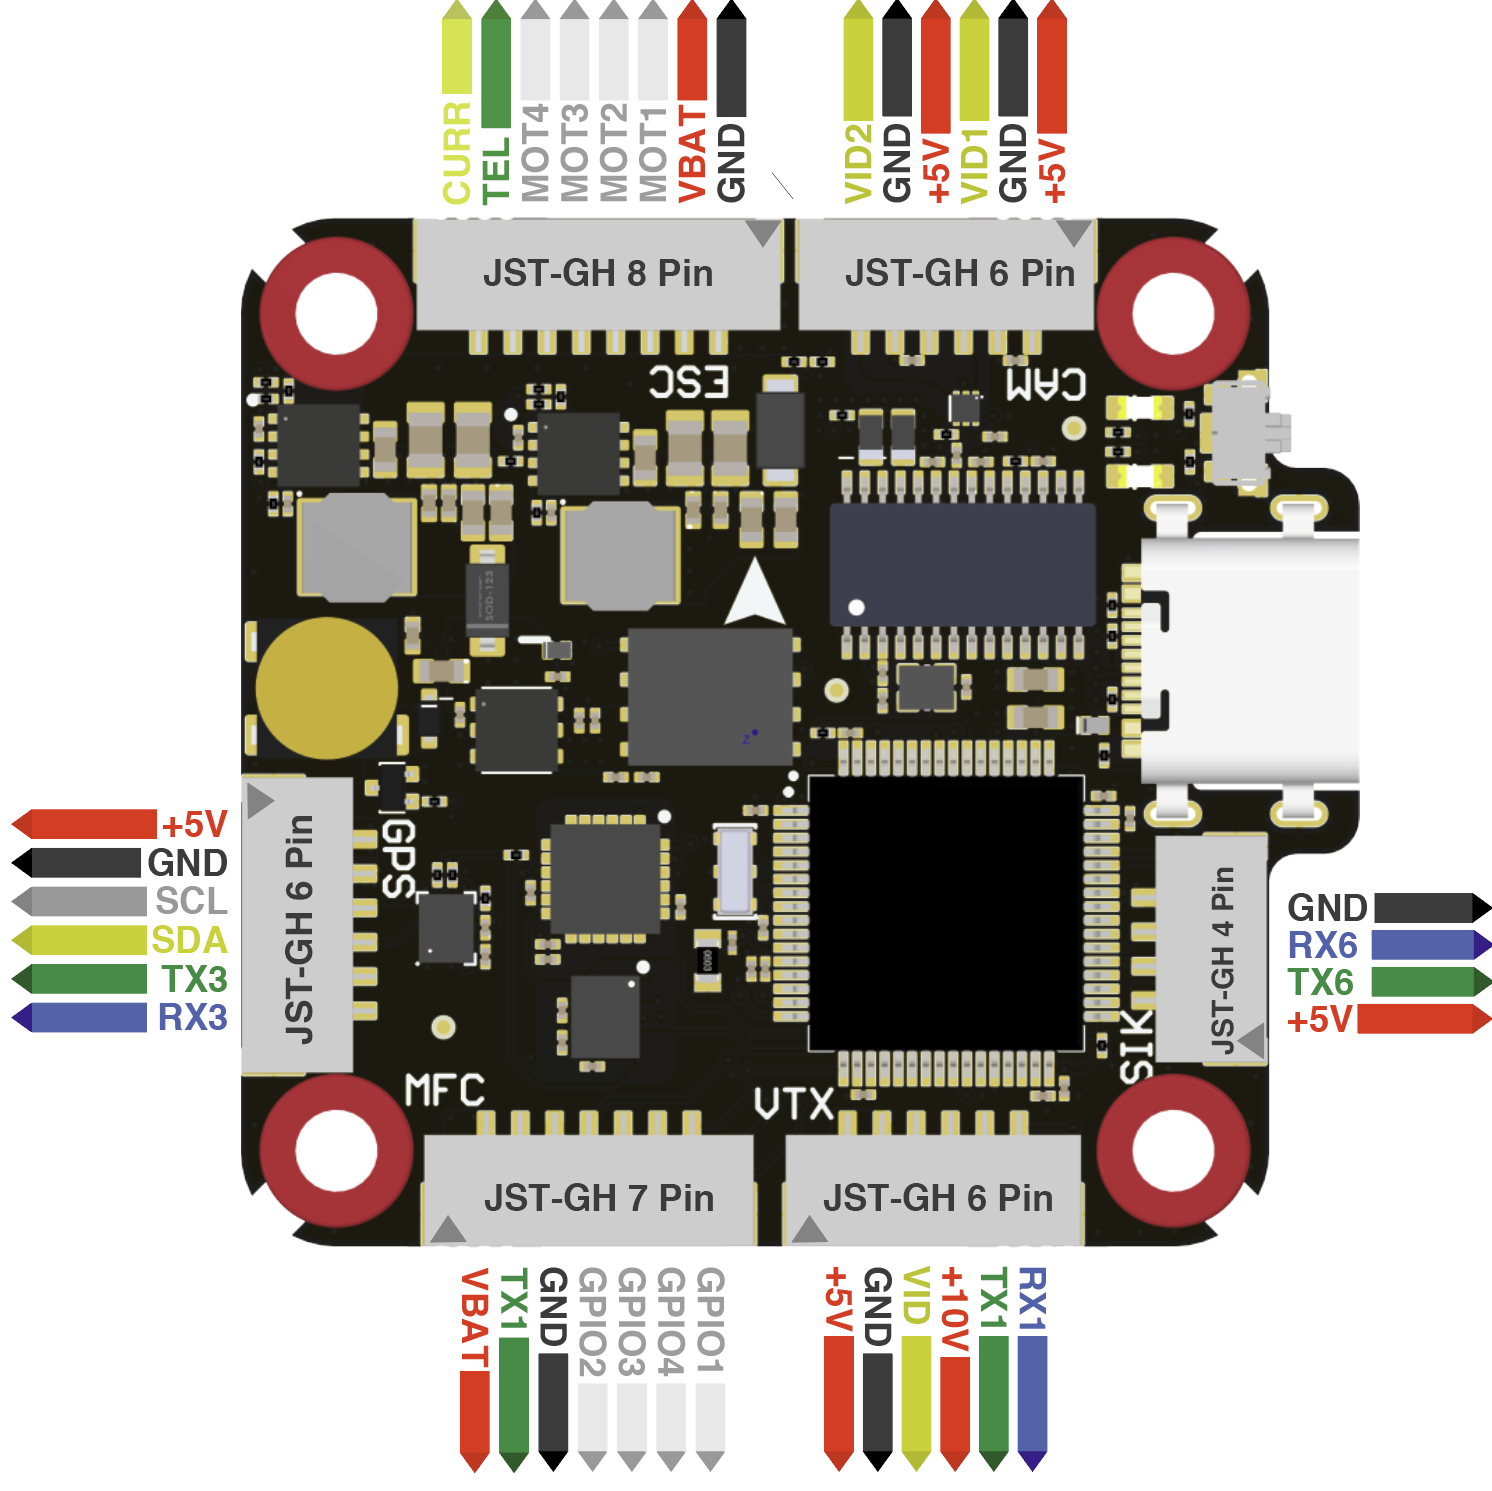 CURR
TEL
MOT4
MOT3
MOT2
MOT1
VBAT
GND
VID2
GND
+5V
VID1
GND
+5V
JST-GH 8 Pin
JST-GH 6 Pin
ESC
CAM
SOD-123
z
+5V
GND
SCL
SDA
TX3
RX3
JST-GH 6 Pin
GPS
JST-GH 4 Pin
SIK
GND
RX6
TX6
+5V
MFC
VTX
JST-GH 7 Pin
JST-GH 6 Pin
VBAT
TX1
GND
GPIO2
GPIO3
GPIO4
GPIO1
+5V
GND
VID
+10V
TX1
RX1